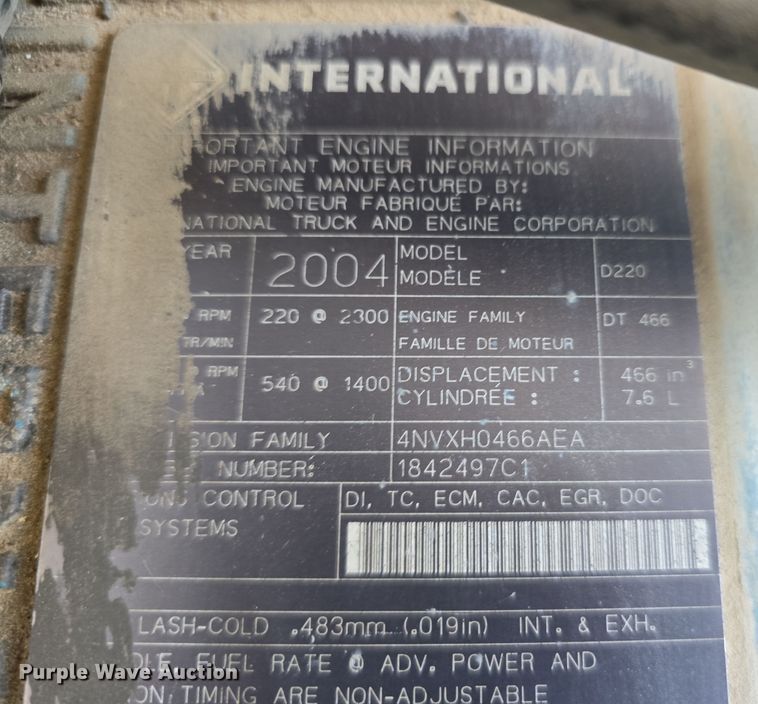 INTERNATIONAL
IMPORTANT ENGINE INFORMATION
IMPORTANT MOTEUR INFORMATIONS
ENGINE MANUFACTURED BY:
MOTEUR FABRIQUÉ PAR:
NATIONAL TRUCK AND ENGINE CORPORATION
YEAR 2004 MODEL MODÈLE D220
RPM TR/MIN 220 @ 2300 ENGINE FAMILY FAMILLE DE MOTEUR DT 466
RPM 540 @ 1400 DISPLACEMENT : 466 in³
CYLINDRÉE : 7.6 L
FAMILY 4NVXH0466AEA
NUMBER: 1842497C1
CONTROL SYSTEMS DI, TC, ECM, CAC, EGR, DOC
LASH-COLD .483mm (.019in) INT. & EXH.
FUEL RATE @ ADV. POWER AND
TIMING ARE NON-ADJUSTABLE
Purple Wave Auction